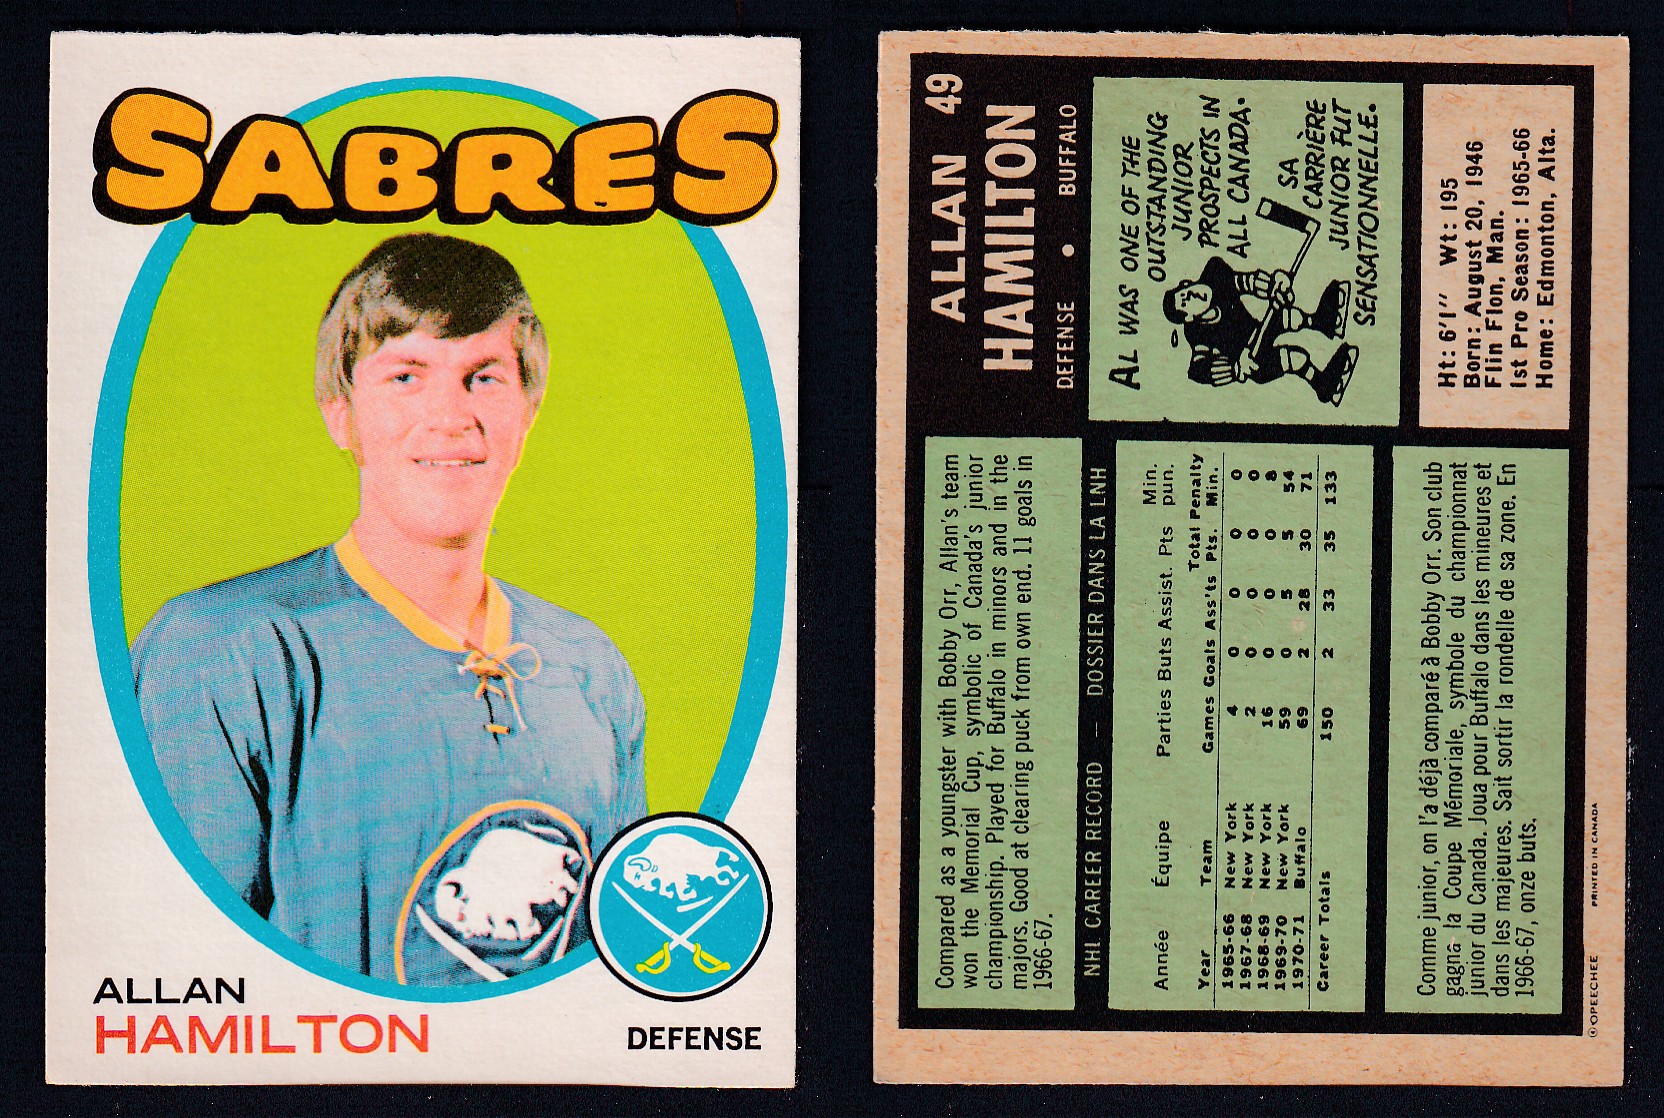 SABRES
ALLAN
HAMILTON
DEFENSE
ALLAN 49
HAMILTON
DEFENSE • BUFFALO
AL WAS ONE OF THE
OUTSTANDING
JUNIOR
PROSPECTS IN
ALL CANADA.
SA
CARRIÈRE
JUNIOR FUT
SENSATIONNELLE.
Ht: 6'1" Wt: 195
Born: August 20, 1946
Flin Flon, Man.
1st Pro Season: 1965-66
Home: Edmonton, Alta.
Compared as a youngster with Bobby Orr, Allan's team
won the Memorial Cup, symbolic of Canada's junior
championship. Played for Buffalo in minors and in the
majors. Good at clearing puck from own end. 11 goals in
1966-67.
NHL CAREER RECORD — DOSSIER DANS LA LNH
Année Équipe Parties Buts Assist. Pts Min. pun.
Year Team Games Goals Ass'ts Total Pts. Penalty Min.
1965-66 New York 4 0 0 0 0
1967-68 New York 2 0 0 0 0
1968-69 New York 16 0 0 0 8
1969-70 New York 59 0 5 5 54
1970-71 Buffalo 69 2 28 30 71
Career Totals 150 2 33 35 133
Comme junior, on l'a déjà comparé à Bobby Orr. Son club
gagna la Coupe Mémoriale, symbole du championnat
junior du Canada. Joua pour Buffalo dans les mineures et
dans les majeures. Sait sortir la rondelle de sa zone. En
1966-67, onze buts.
© OPEECHEE PRINTED IN CANADA